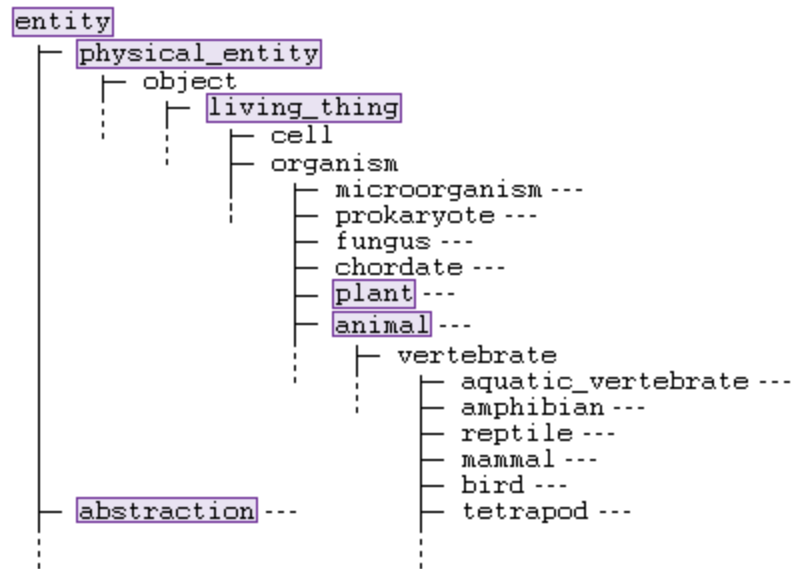 entity
physical_entity
object
living_thing
cell
organism
microorganism ---
prokaryote ---
fungus ---
chordate ---
plant ---
animal ---
vertebrate
aquatic_vertebrate ---
amphibian ---
reptile ---
mammal ---
bird ---
abstraction --- tetrapod ---